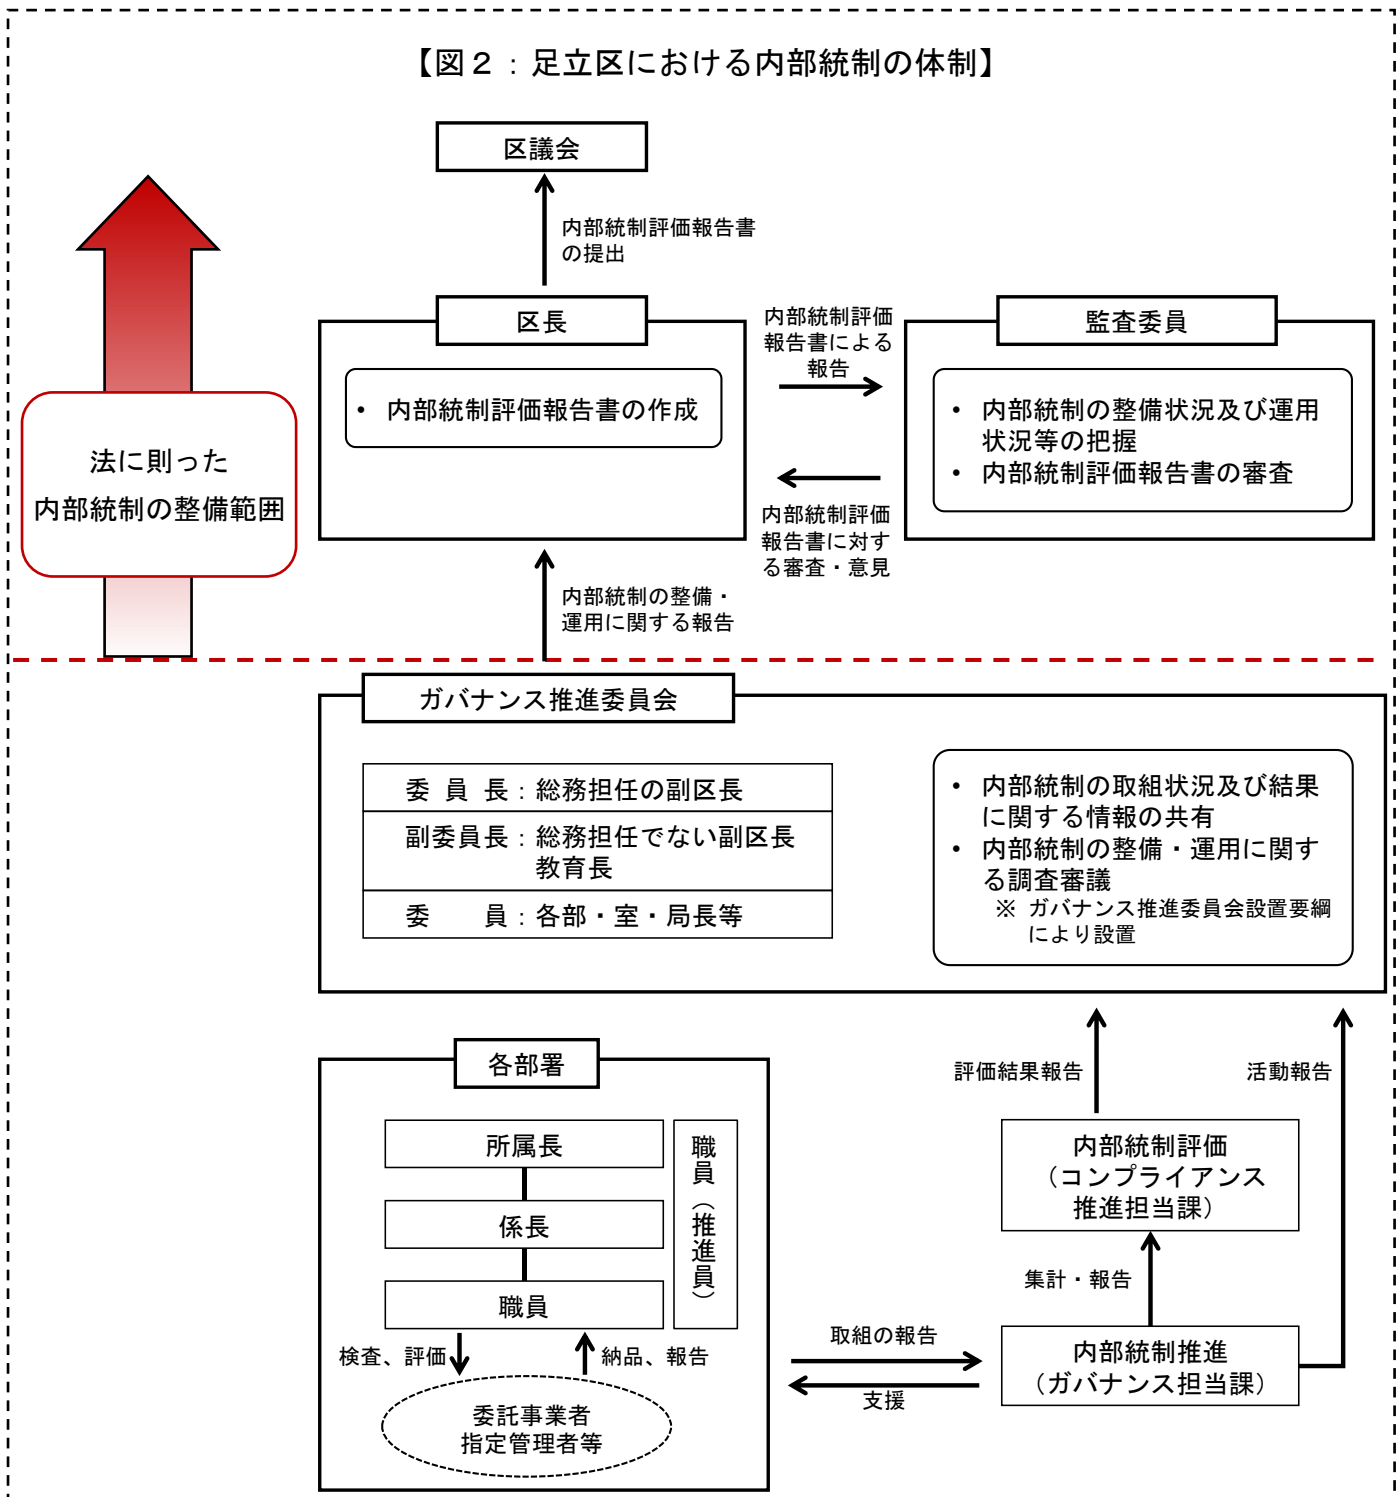 【図２：足立区における内部統制の体制】
区議会
内部統制評価報告書
の提出
区長
・ 内部統制評価報告書の作成
内部統制評価
報告書による
報告
内部統制評価
報告書に対す
る審査・意見
監査委員
・ 内部統制の整備状況及び運用
状況等の把握
・ 内部統制評価報告書の審査
法に則った
内部統制の整備範囲
内部統制の整備・
運用に関する報告
ガバナンス推進委員会
委 員 長：総務担任の副区長
副委員長：総務担任でない副区長
教育長
委　　員：各部・室・局長等
・ 内部統制の取組状況及び結果
に関する情報の共有
・ 内部統制の整備・運用に関す
る調査審議
※ ガバナンス推進委員会設置要綱
により設置
各部署
所属長
係長
職員
職員（推進員）
検査、評価
納品、報告
委託事業者
指定管理者等
取組の報告
支援
評価結果報告
活動報告
内部統制評価
（コンプライアンス
推進担当課）
集計・報告
内部統制推進
（ガバナンス担当課）